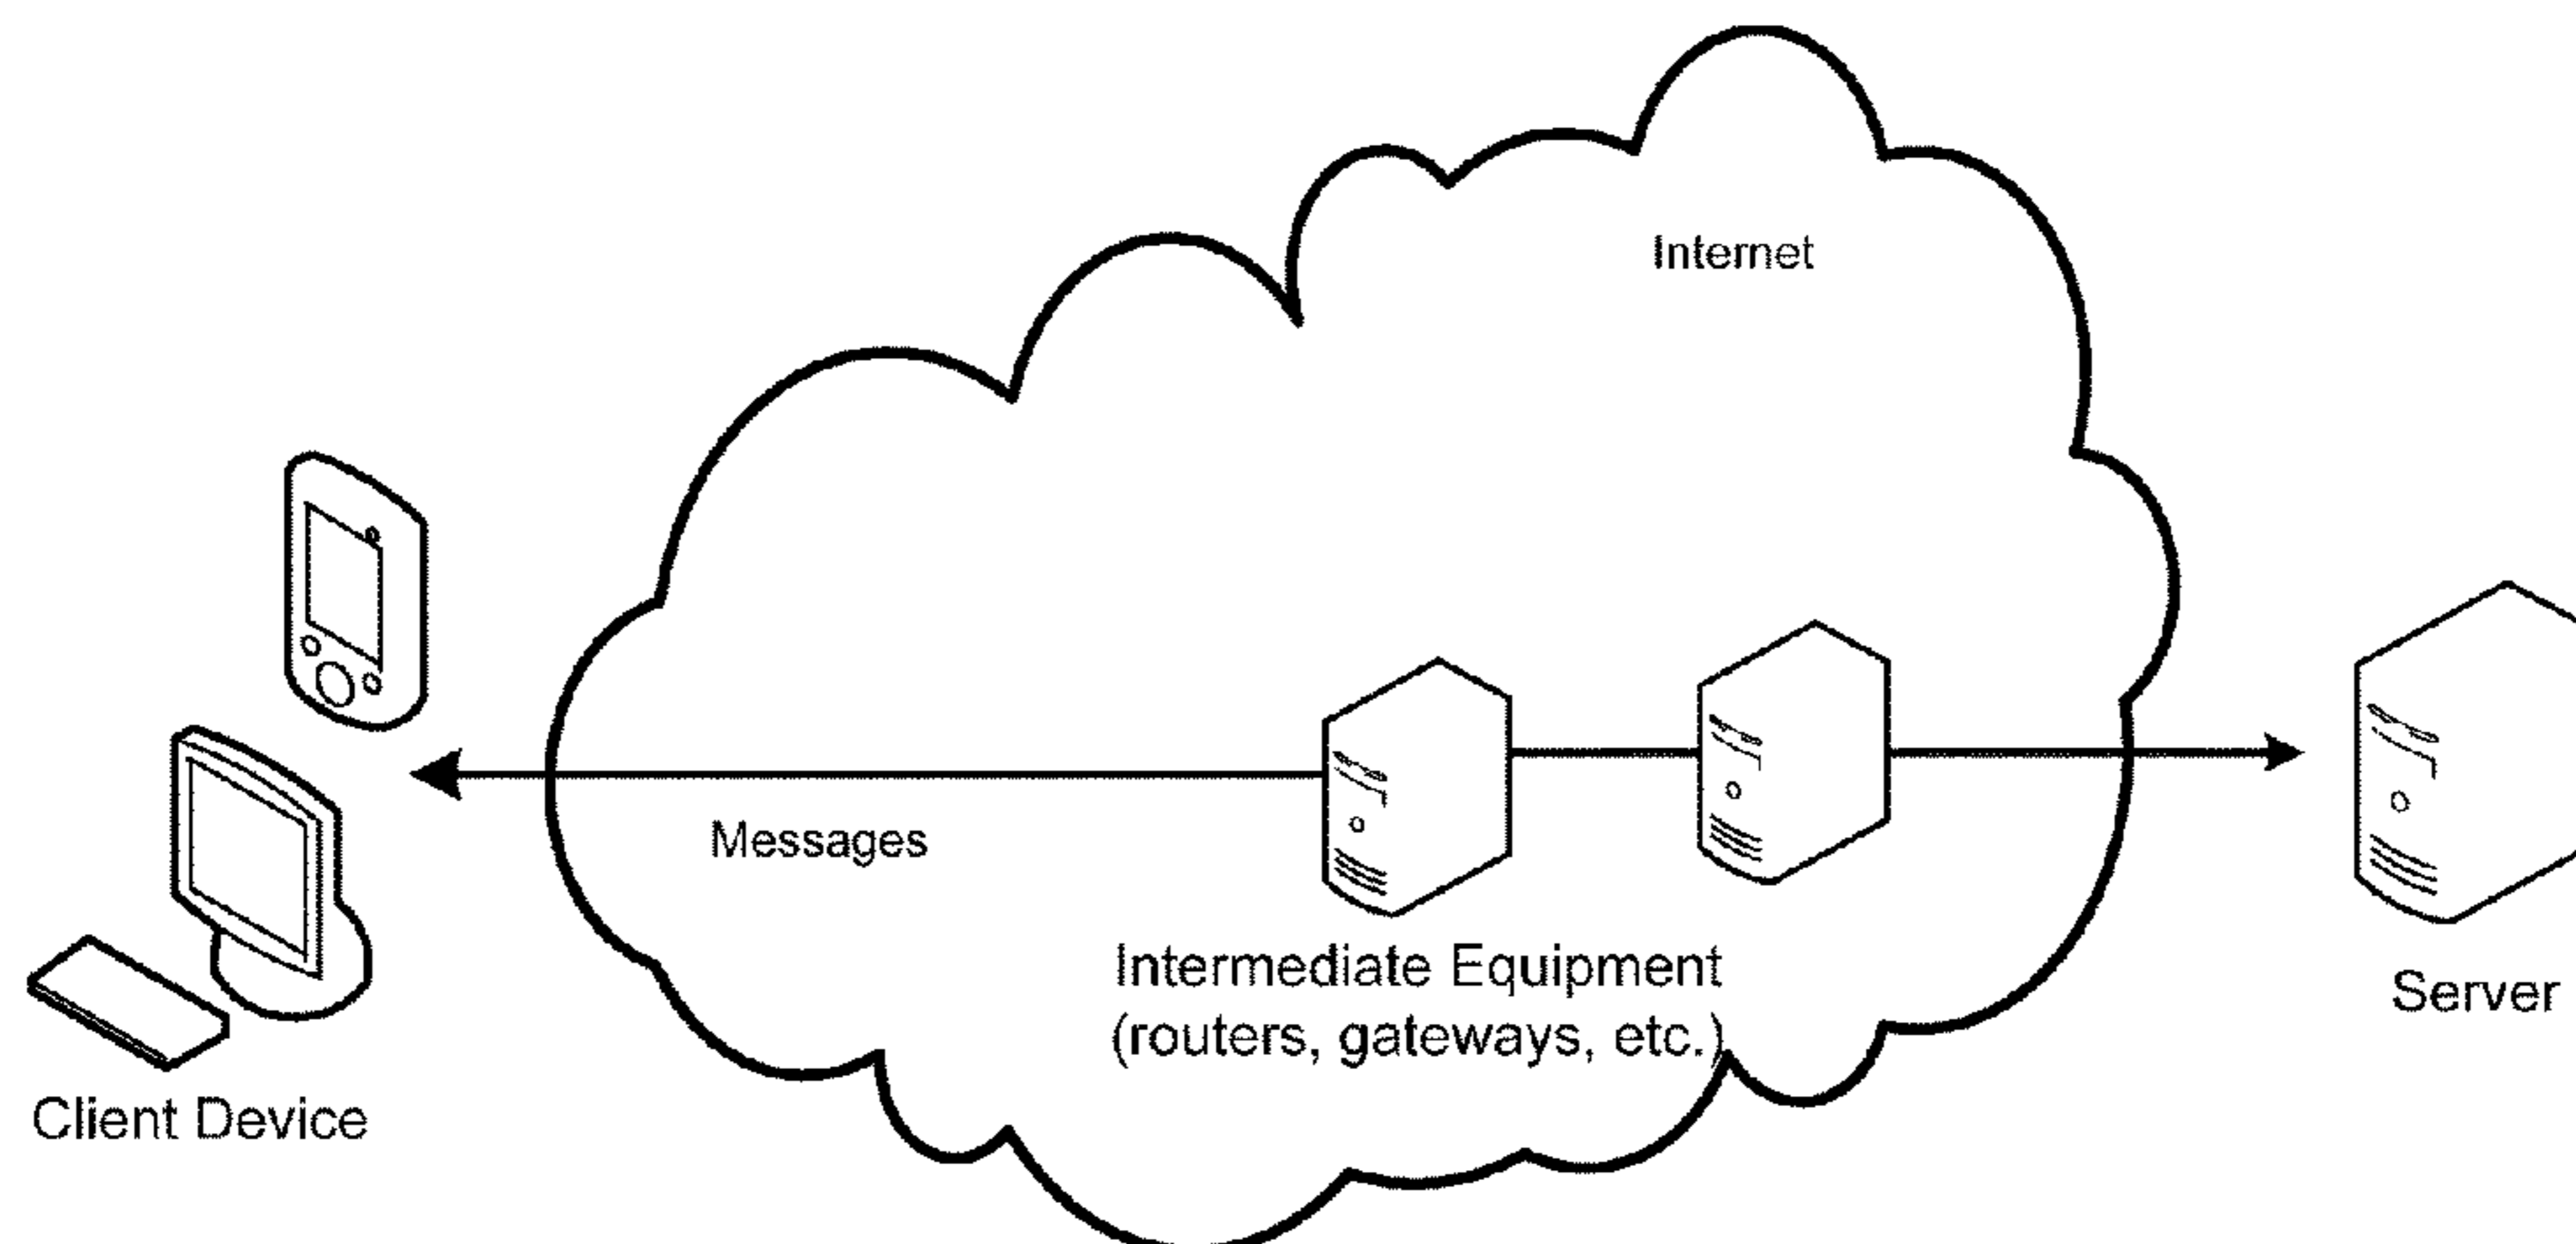 Internet
Messages
Intermediate Equipment
(routers, gateways, etc.)
Server
Client Device